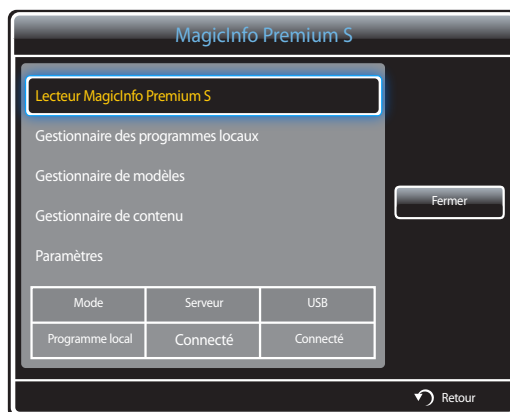 MagicInfo Premium S
Lecteur MagicInfo Premium S
Gestionnaire des programmes locaux
Gestionnaire de modèles
Gestionnaire de contenu
Paramètres
Fermer
Mode Serveur USB
Programme local Connecté Connecté
Retour